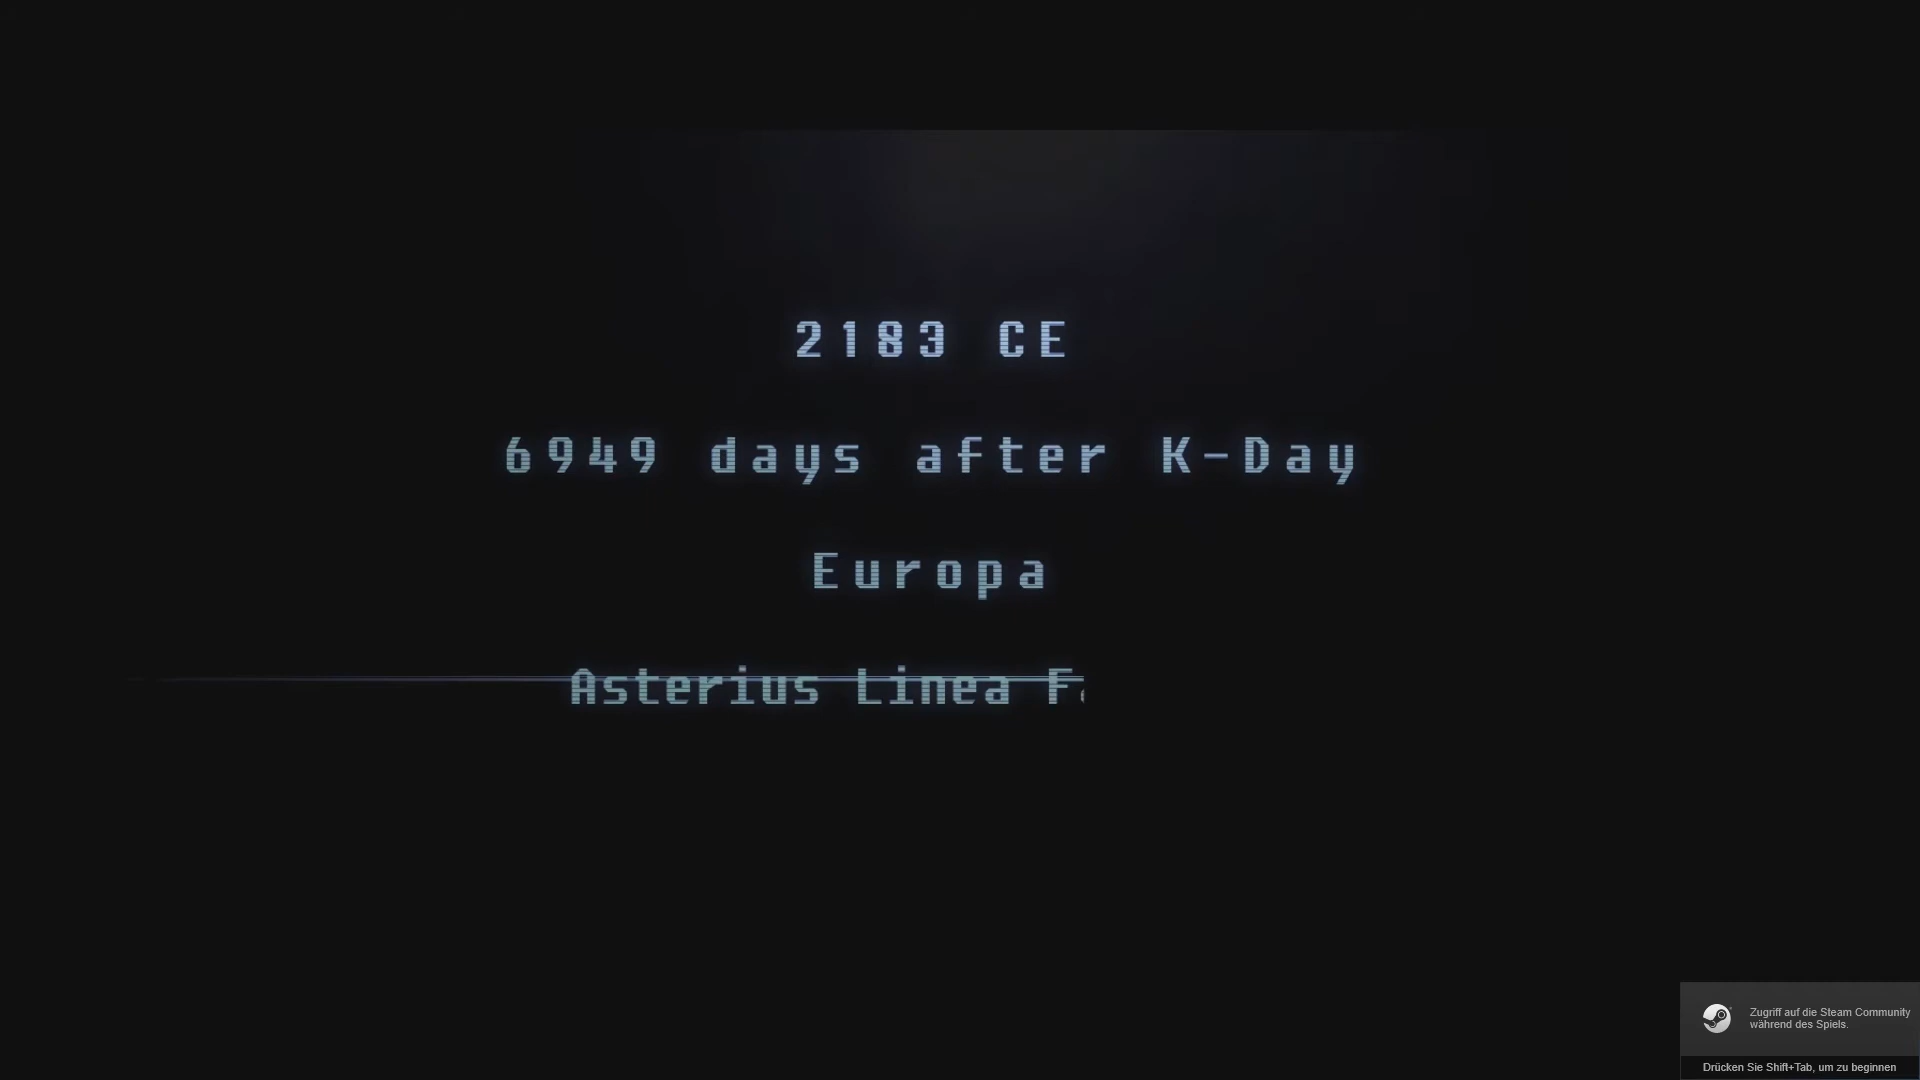 2183 CE
6949 days after K-Day
Europa
Asterius Linea F
Zugriff auf die Steam Community
während des Spiels.
Drücken Sie Shift+Tab, um zu beginnen